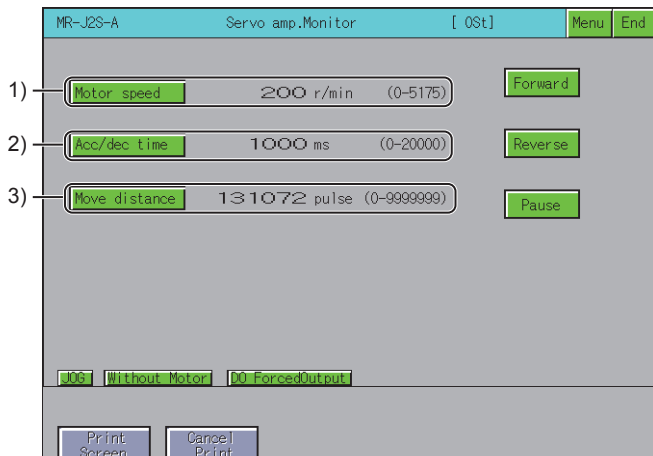 MR-J2S-A Servo amp.Monitor [ 0St] Menu End
1) Motor speed 200 r/min (0-5175) Forward
2) Acc/dec time 1000 ms (0-20000) Reverse
3) Move distance 131072 pulse (0-9999999) Pause
JOG Without Motor DO ForcedOutput
Print Cancel
Screen Print